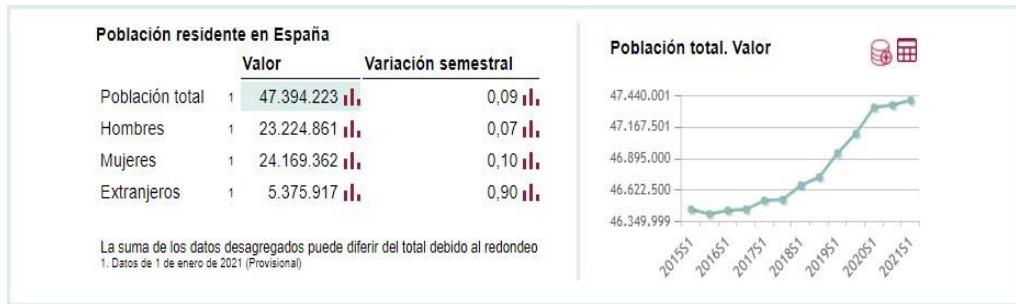 Población residente en España
Valor Variación semestral
Población total 1 47.394.223 0,09
Hombres 1 23.224.861 0,07
Mujeres 1 24.169.362 0,10
Extranjeros 1 5.375.917 0,90
La suma de los datos desagregados puede diferir del total debido al redondeo
1. Datos de 1 de enero de 2021 (Provisional)
Población total. Valor
47.440.001
47.167.501
46.895.000
46.622.500
46.349.999
2015S1 2016S1 2017S1 2018S1 2019S1 2020S1 2021S1